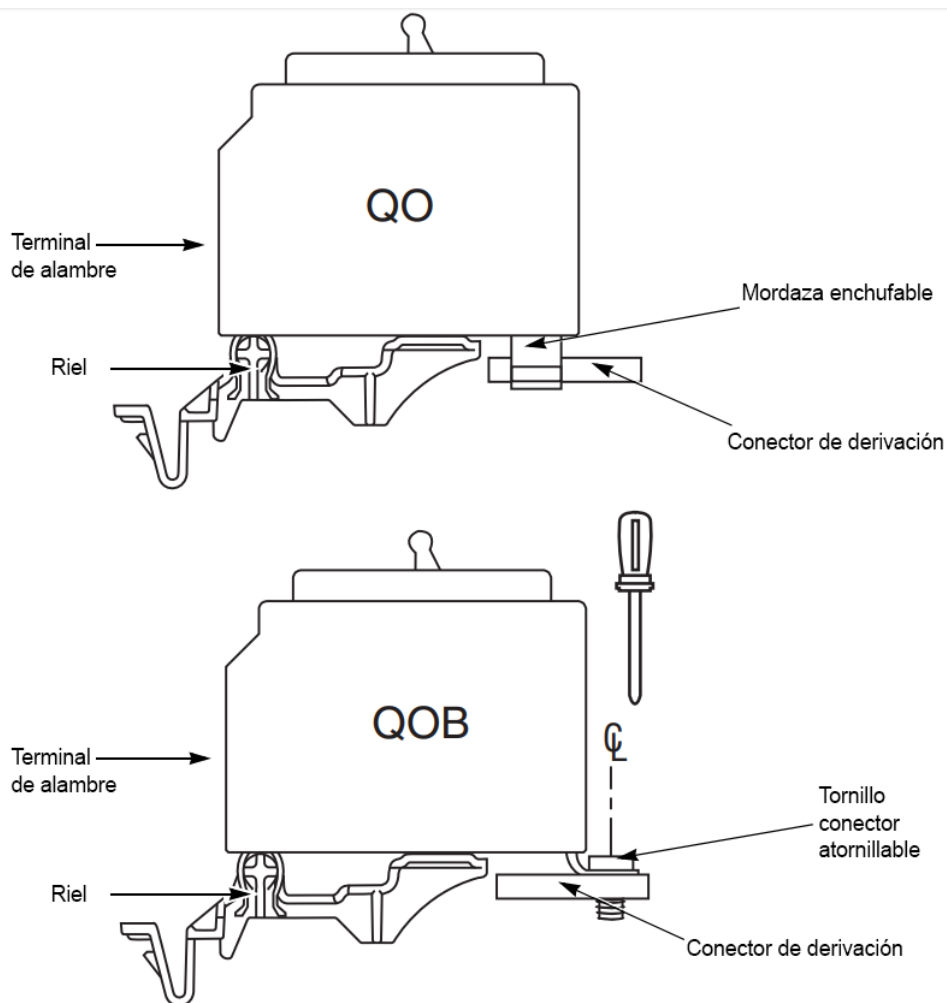 QO
Terminal
de alambre
Mordaza enchufable
Riel
Conector de derivación
QOB
℄
Terminal
de alambre
Tornillo
conector
atornillable
Riel
Conector de derivación